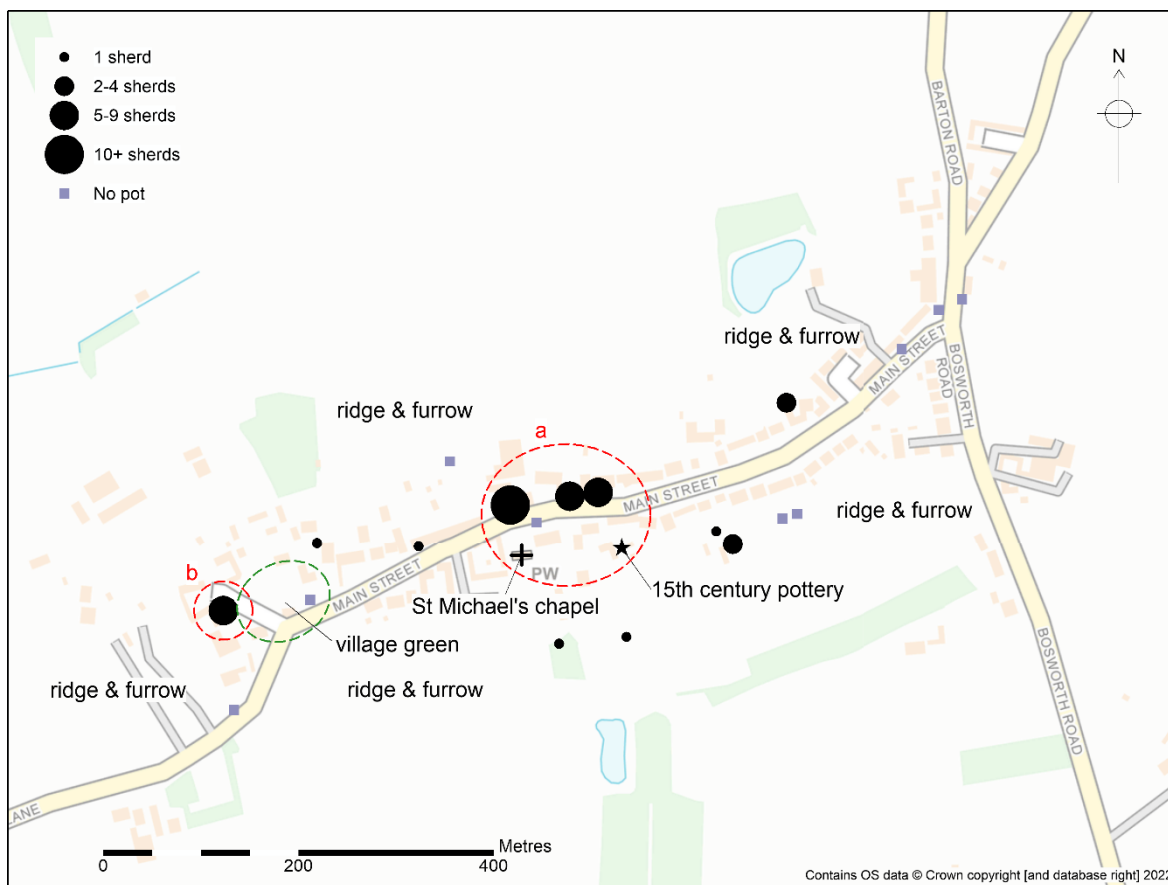 1 sherd
2-4 sherds
5-9 sherds
10+ sherds
No pot
N
BARTON ROAD
ridge & furrow
MAIN STREET
BOSWORTH
ROAD
ridge & furrow
a
MAIN STREET
ridge & furrow
PW
15th century pottery
St Michael's chapel
b
MAIN STREET
village green
ridge & furrow
ridge & furrow
BOSWORTH ROAD
LANE
Metres
0
200
400
Contains OS data © Crown copyright [and database right] 2022